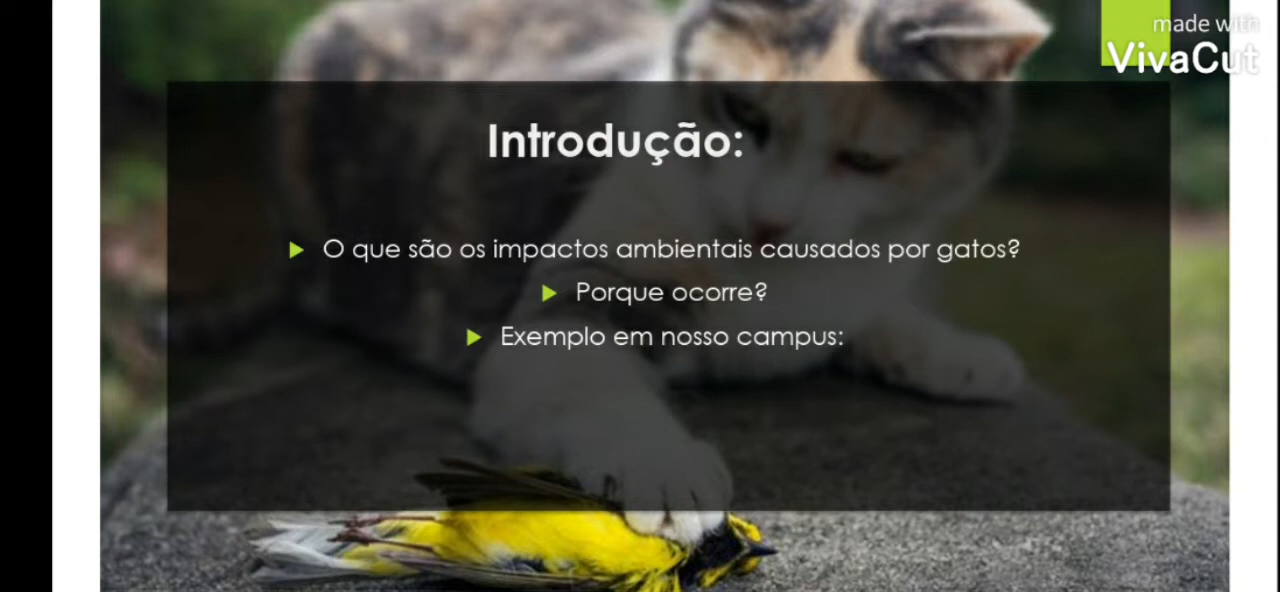 made with
VivaCut
Introdução:
O que são os impactos ambientais causados por gatos?
Porque ocorre?
Exemplo em nosso campus: